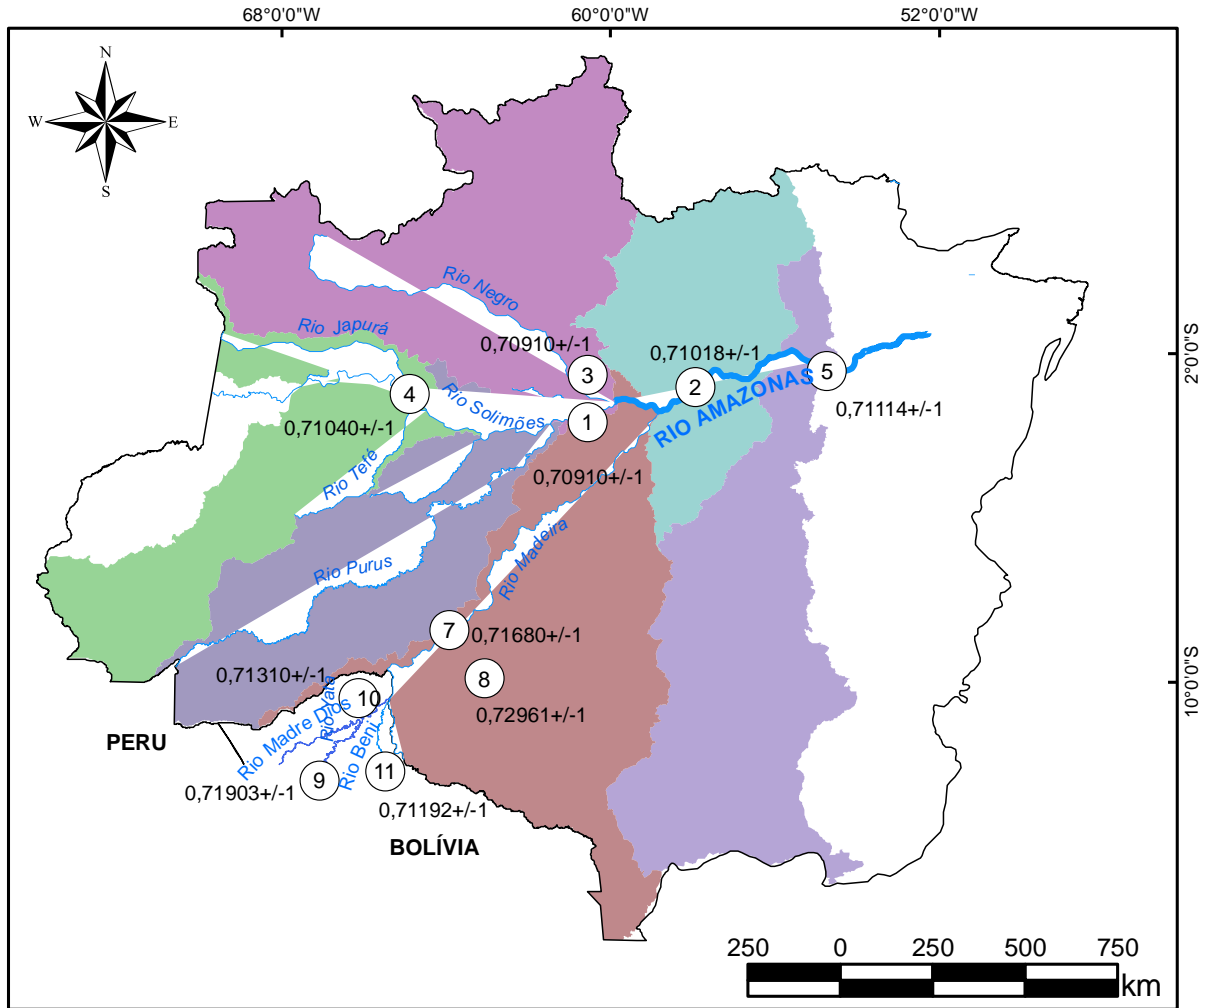 68°0'0"W
60°0'0"W
52°0'0"W
N
W
E
S
Rio Negro
Rio Japurá
0,70910+/-1
0,71018+/-1
2°0'0"S
3
5
2
4
RIO AMAZONAS
0,71114+/-1
Rio Solimões
1
0,71040+/-1
Rio Tefé
0,70910+/-1
Rio Madeira
Rio Purus
7
0,71680+/-1
0,71310+/-1
8
10°0'0"S
10
0,72961+/-1
Rio Yata
Rio Madre Dios
PERU
Rio Beni
11
9
0,71903+/-1
0,71192+/-1
BOLÍVIA
250 0 250 500 750
km